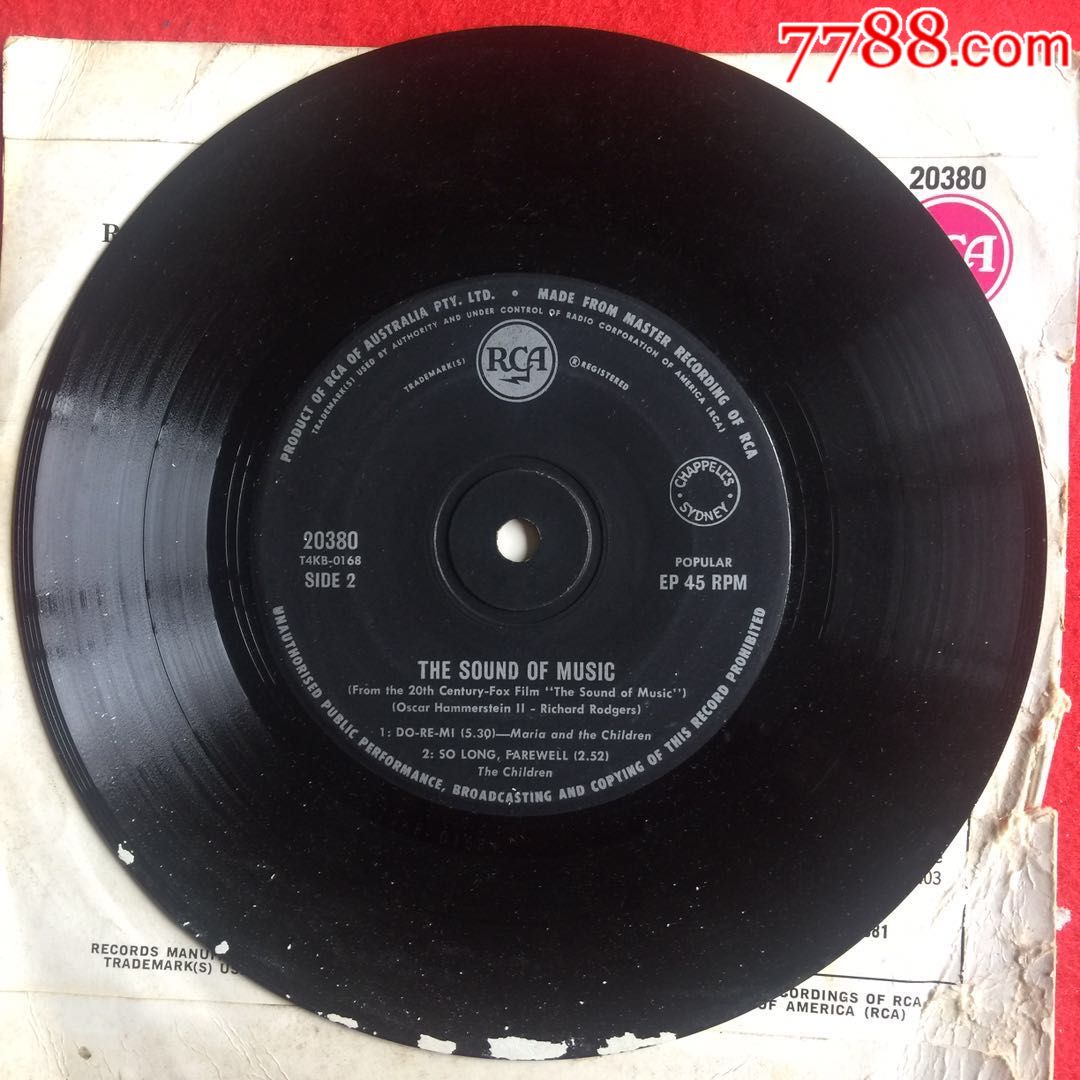 7788.com
20380
RCA
PRODUCT OF RCA OF AUSTRALIA PTY. LTD. • MADE FROM MASTER RECORDING OF RCA
TRADEMARK(S) USED BY AUTHORITY AND UNDER CONTROL OF RADIO CORPORATION OF AMERICA (RCA)
TRADEMARK(S) RCA ®REGISTERED
CHAPPELL'S
SYDNEY
20380
T4KB-0168
SIDE 2
POPULAR
EP 45 RPM
THE SOUND OF MUSIC
(From the 20th Century-Fox Film "The Sound of Music")
(Oscar Hammerstein II - Richard Rodgers)
1: DO-RE-MI (5.30)—Maria and the Children
2: SO LONG, FAREWELL (2.52)
The Children
UNAUTHORISED PUBLIC PERFORMANCE, BROADCASTING AND COPYING OF THIS RECORD PROHIBITED
RECORDS
TRADEMARK(S)
OF RCA
OF AMERICA (RCA)